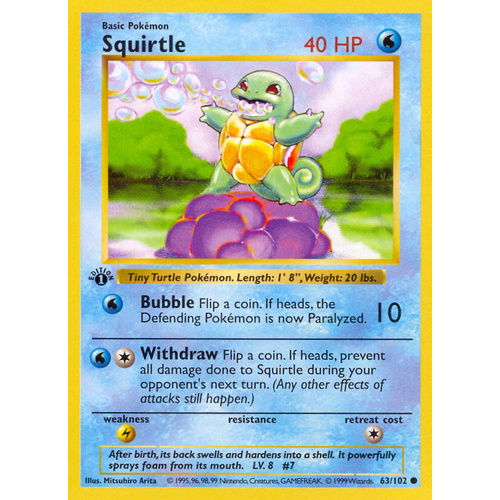 Basic Pokémon
Squirtle 40 HP
EDITION 1
Tiny Turtle Pokémon. Length: 1' 8", Weight: 20 lbs.
Bubble Flip a coin. If heads, the
Defending Pokémon is now Paralyzed. 10
Withdraw Flip a coin. If heads, prevent
all damage done to Squirtle during your
opponent's next turn. (Any other effects of
attacks still happen.)
weakness resistance retreat cost
After birth, its back swells and hardens into a shell. It powerfully
sprays foam from its mouth. LV. 8 #7
Illus. Mitsuhiro Arita © 1995, 96, 98, 99 Nintendo, Creatures, GAMEFREAK. © 1999 Wizards. 63/102